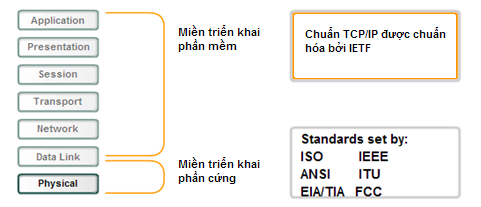 Application
Presentation
Session
Transport
Network
Data Link
Physical
Miền triển khai
phần mềm
Miền triển khai
phần cứng
Chuẩn TCP/IP được chuẩn
hóa bởi IETF
Standards set by:
ISO IEEE
ANSI ITU
EIA/TIA FCC